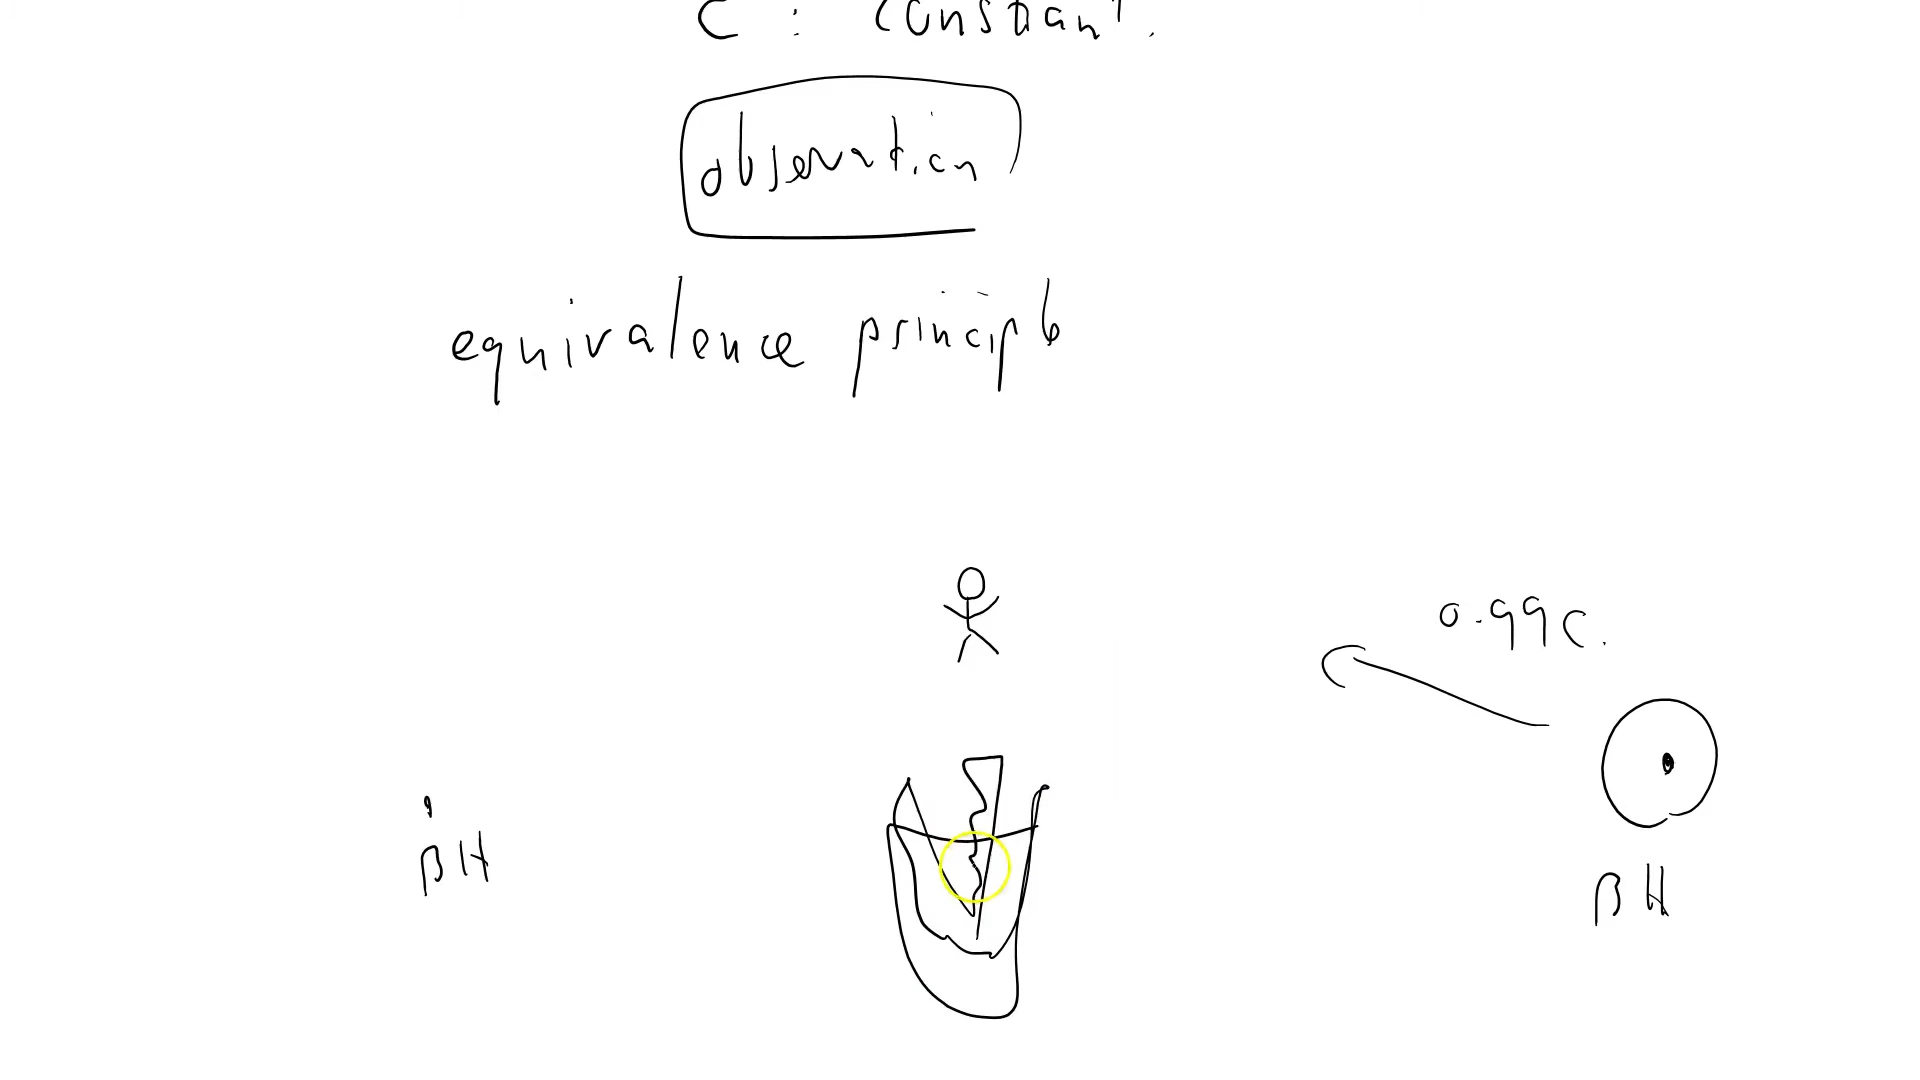 C : constant.
observation
equivalence principle
0.99c.
BH
BH